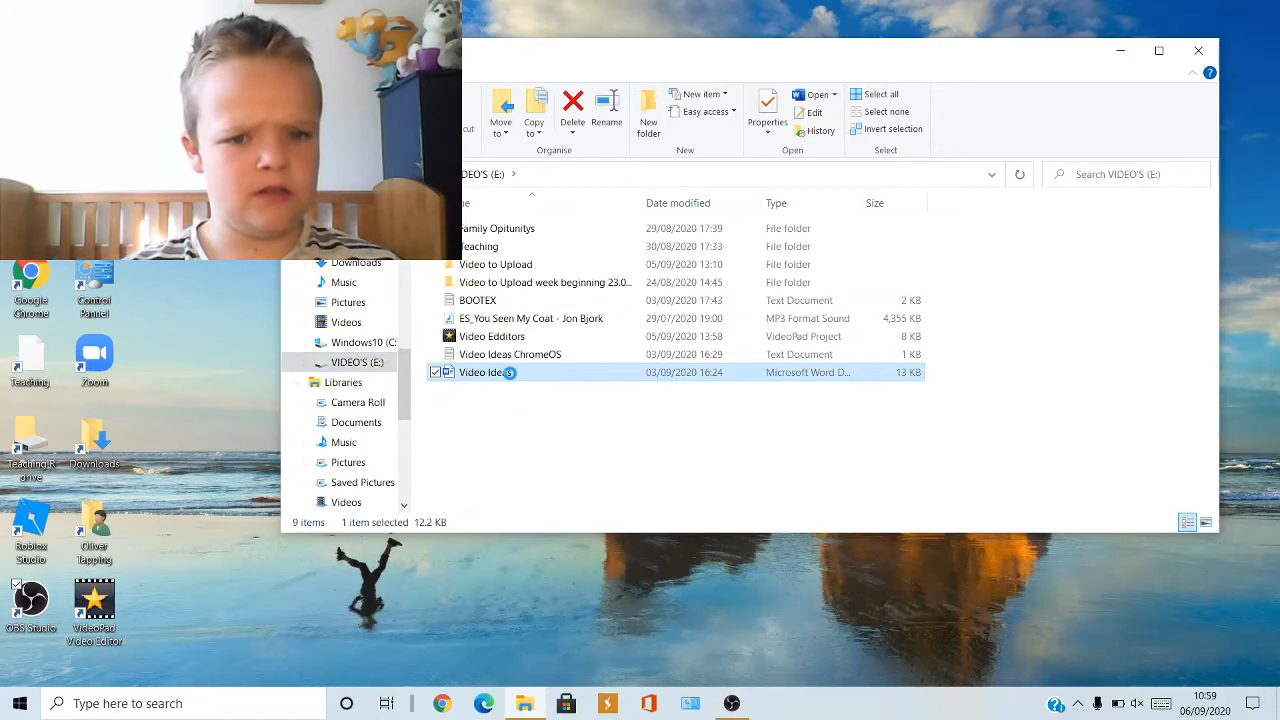 cut
Move to
Copy to
Delete
Rename
Organise
New folder
New item
Easy access
New
Properties
Open
Edit
History
Open
Select all
Select none
Invert selection
Select
DEO'S (E:)
Search VIDEO'S (E:)
me
Date modified
Type
Size
Family Opitunitys
29/08/2020 17:39
File folder
Teaching
30/08/2020 17:33
File folder
Video to Upload
05/09/2020 13:10
File folder
Video to Upload week beginning 23.0...
24/08/2020 14:45
File folder
BOOTEX
03/09/2020 17:43
Text Document
2 KB
ES_You Seen My Coat - Jon Bjork
29/07/2020 19:00
MP3 Format Sound
4,355 KB
Video Edditors
05/09/2020 13:58
VideoPad Project
8 KB
Video Ideas ChromeOS
03/09/2020 16:29
Text Document
1 KB
Video Ideas
03/09/2020 16:24
Microsoft Word D...
13 KB
Downloads
Music
Pictures
Videos
Windows10 (C:
VIDEO'S (E:)
Libraries
Camera Roll
Documents
Music
Pictures
Saved Pictures
Videos
9 items
1 item selected
12.2 KB
Google Chrome
Control Pannel
Teaching
Zoom
Teaching R drive
Downloads
Roblox Studio
Oliver Tapping
OBS Studio
VideoPad Video Editor
Type here to search
10:59
06/09/2020